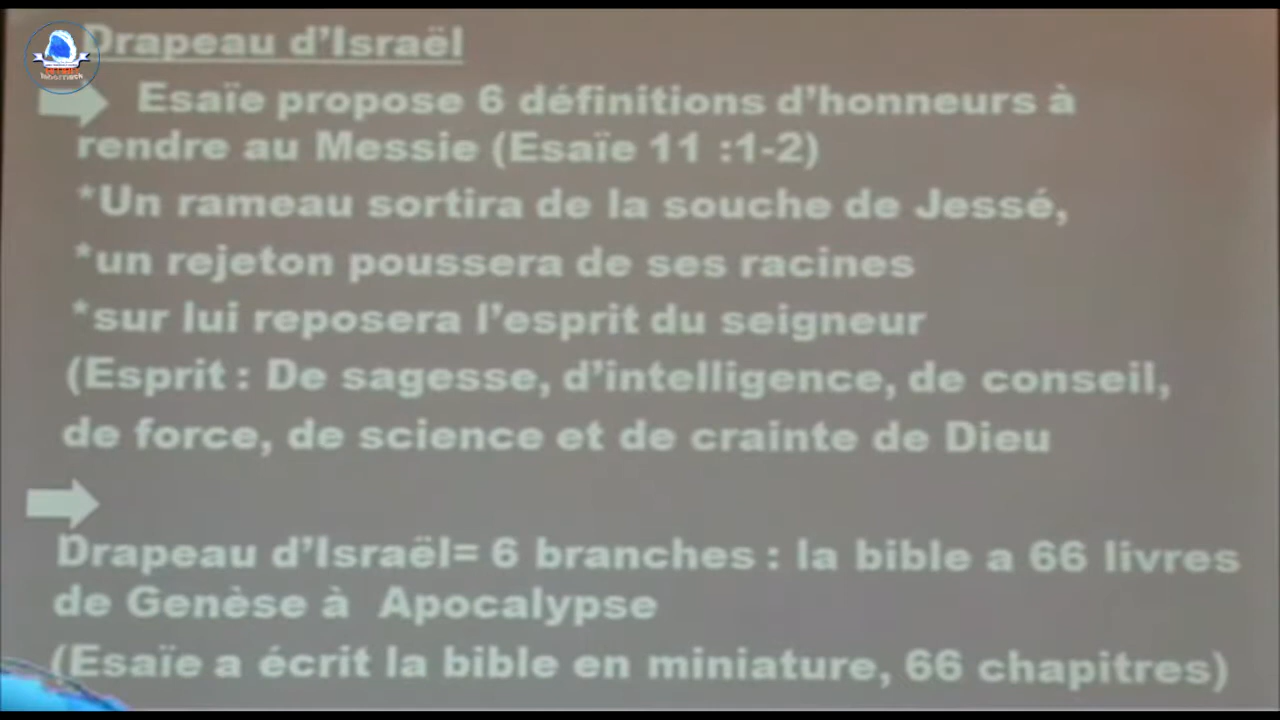 Drapeau d'Israël
Esaïe propose 6 définitions d'honneurs à
rendre au Messie (Esaïe 11 :1-2)
*Un rameau sortira de la souche de Jessé,
*un rejeton poussera de ses racines
*sur lui reposera l'esprit du seigneur
(Esprit : De sagesse, d'intelligence, de conseil,
de force, de science et de crainte de Dieu
Drapeau d'Israël= 6 branches : la bible a 66 livres
de Genèse à Apocalypse
(Esaïe a écrit la bible en miniature, 66 chapitres)